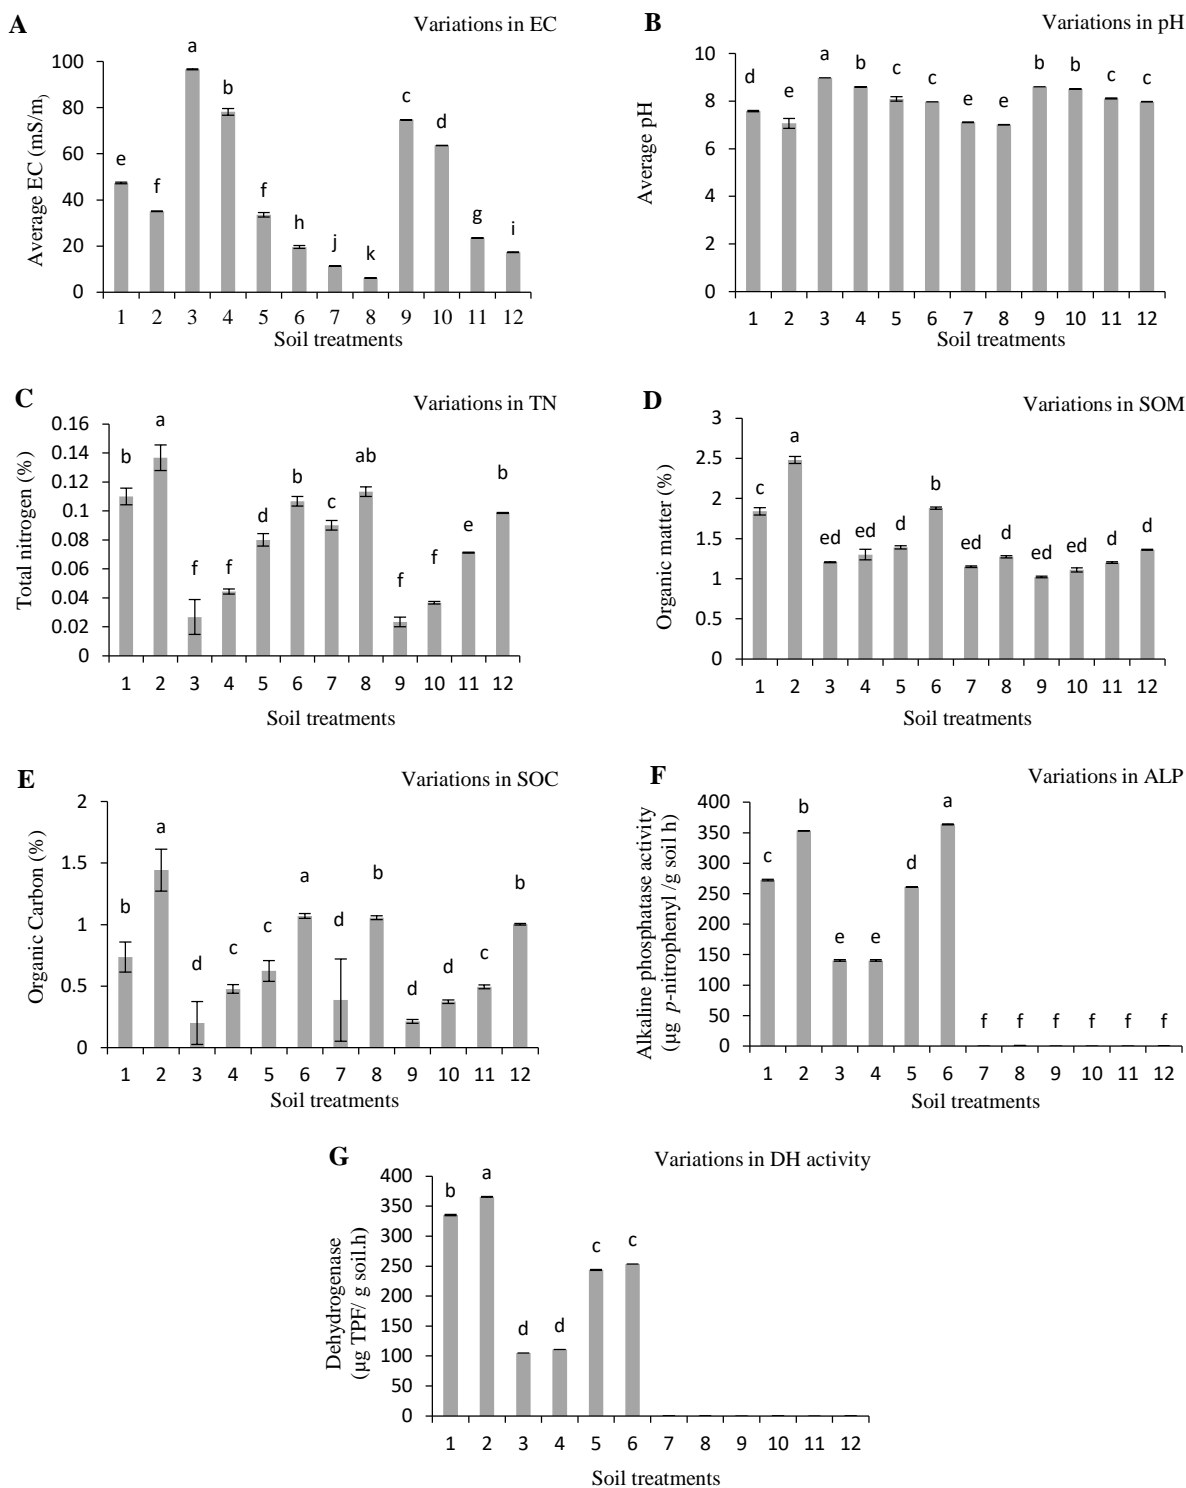 A
Variations in EC
a
b
c
d
e
f
f
g
h
i
j
k
100
80
60
40
20
0
Average EC (mS/m)
1 2 3 4 5 6 7 8 9 10 11 12
Soil treatments
B
Variations in pH
d e a b c c e e b b c c
10
8
6
4
2
0
Average pH
1 2 3 4 5 6 7 8 9 10 11 12
Soil treatments
C
Variations in TN
b a f f d b c ab f f e b
0.16
0.14
0.12
0.1
0.08
0.06
0.04
0.02
0
Total nitrogen (%)
1 2 3 4 5 6 7 8 9 10 11 12
Soil treatments
D
Variations in SOM
c a ed ed d b ed d ed ed d d
3
2.5
2
1.5
1
0.5
0
Organic matter (%)
1 2 3 4 5 6 7 8 9 10 11 12
Soil treatments
E
Variations in SOC
b a d c c a d b d d c b
2
1.5
1
0.5
0
Organic Carbon (%)
1 2 3 4 5 6 7 8 9 10 11 12
Soil treatments
F
Variations in ALP
c b e e d a f f f f f f
400
350
300
250
200
150
100
50
0
Alkaline phosphatase activity
(µg p-nitrophenyl /g soil h)
1 2 3 4 5 6 7 8 9 10 11 12
Soil treatments
G
Variations in DH activity
b a d d c c
400
350
300
250
200
150
100
50
0
Dehydrogenase
(µg TPF/ g soil.h)
1 2 3 4 5 6 7 8 9 10 11 12
Soil treatments